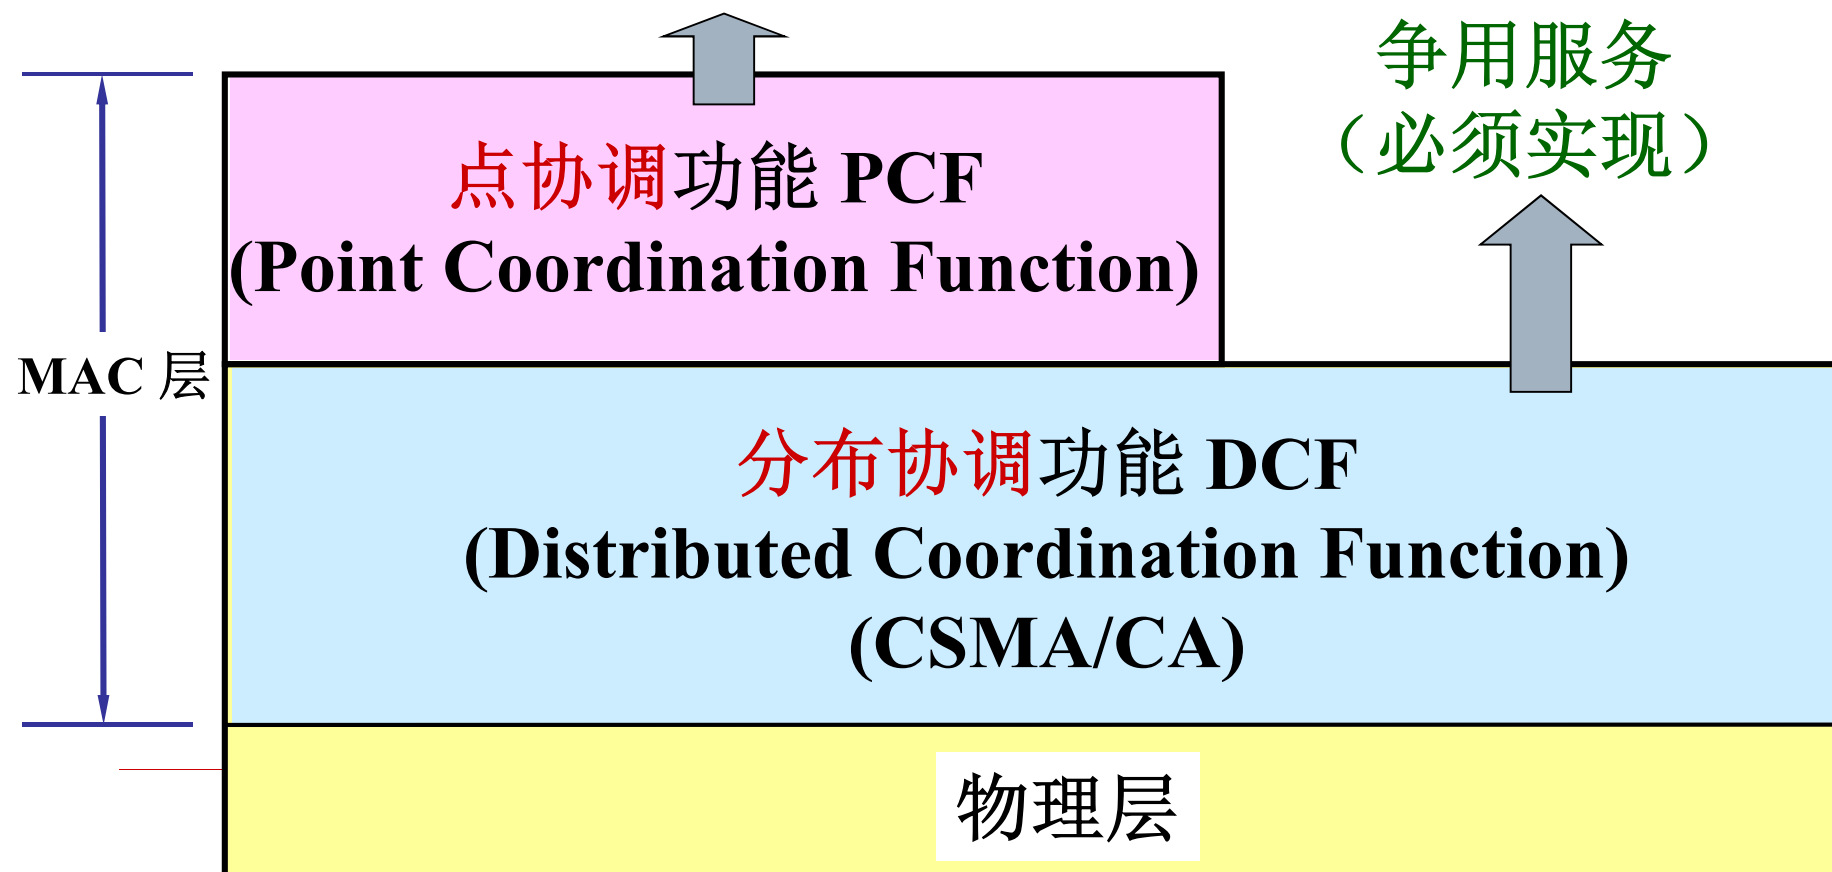 争用服务
（必须实现）
点协调功能 PCF
(Point Coordination Function)
MAC 层
分布协调功能 DCF
(Distributed Coordination Function)
(CSMA/CA)
物理层